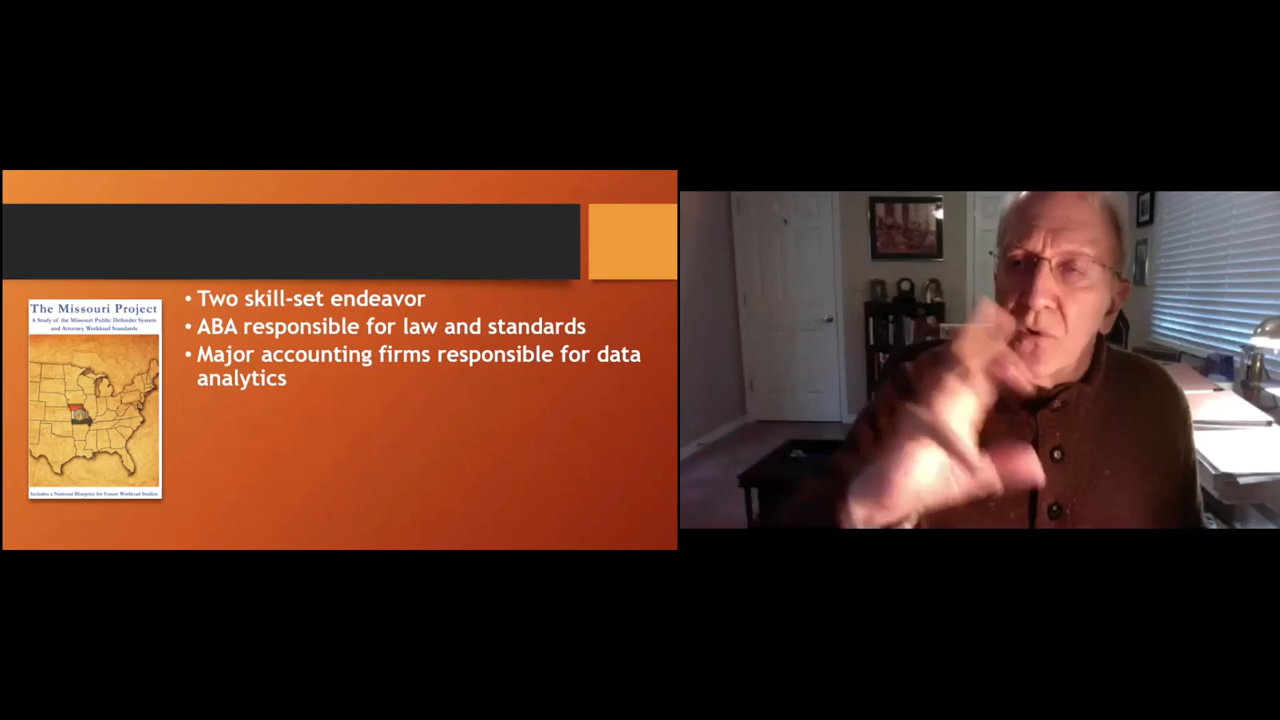 The Missouri Project
A Study of the Missouri Public Defender System
and Attorney Workload Standards
Includes a National Blueprint for Future Workload Studies
• Two skill-set endeavor
• ABA responsible for law and standards
• Major accounting firms responsible for data
analytics